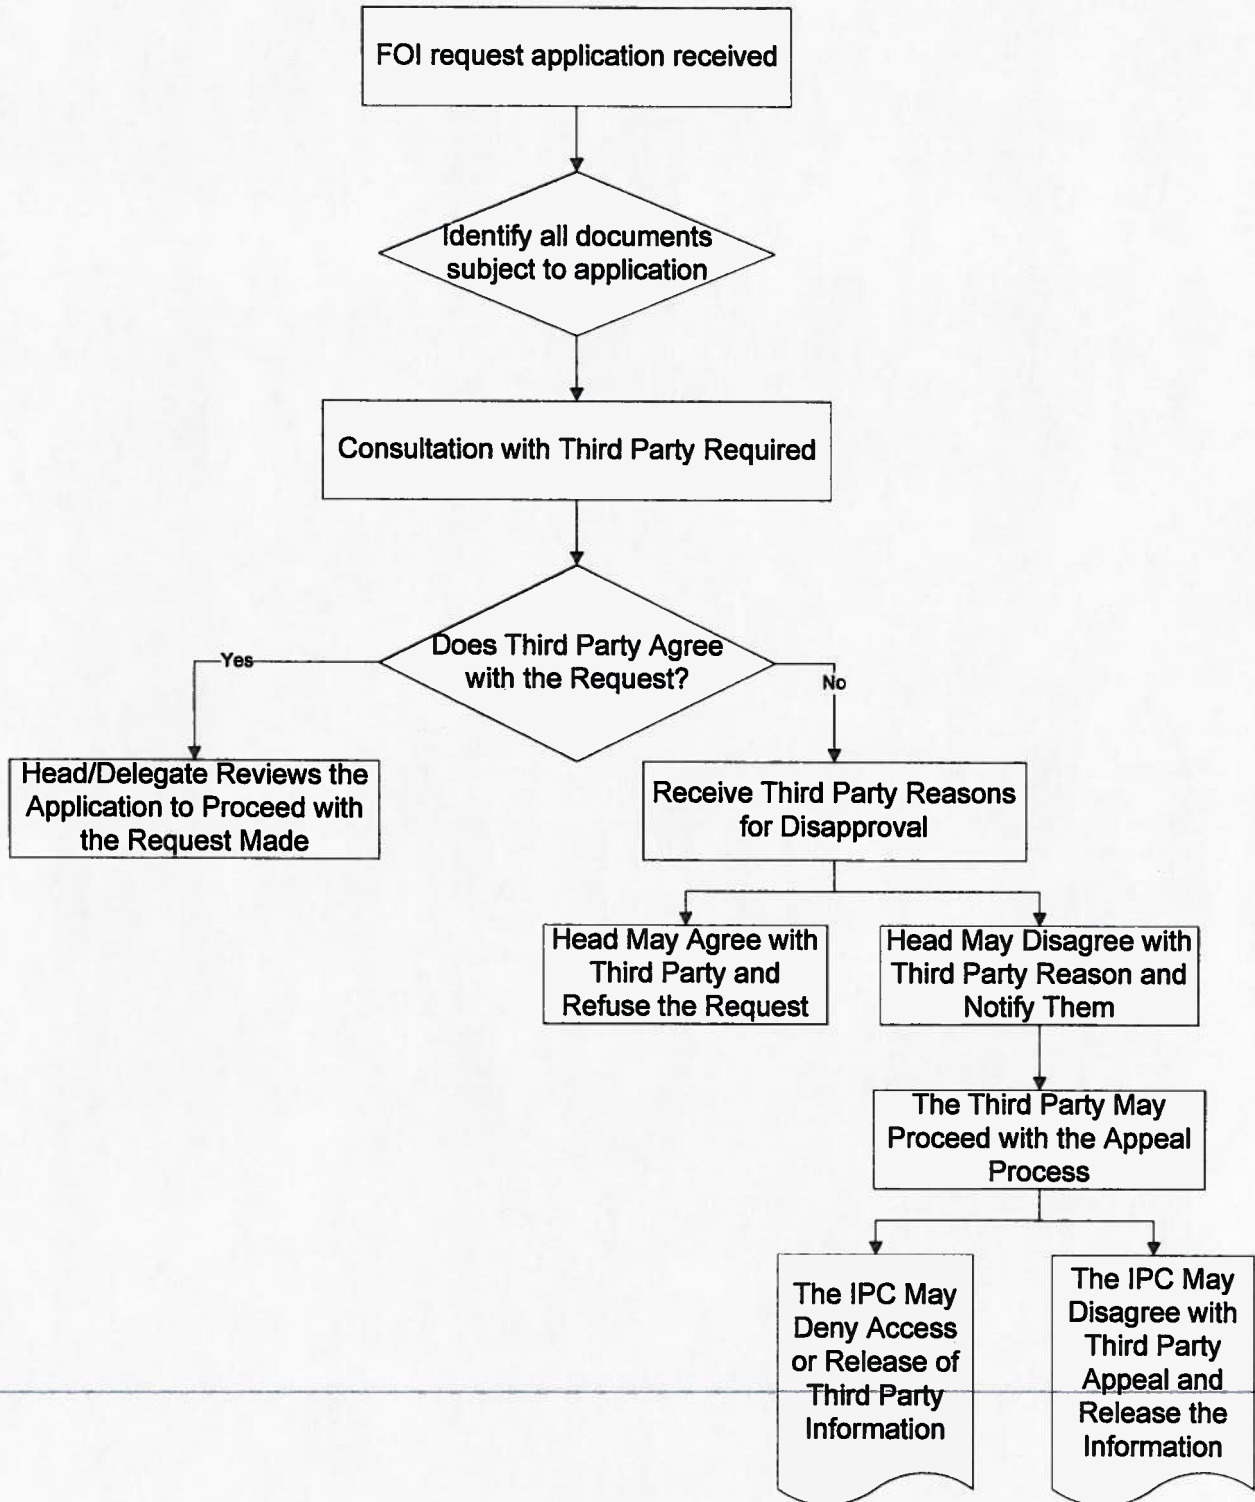 FOI request application received
Identify all documents
subject to application
Consultation with Third Party Required
Does Third Party Agree
with the Request?
Yes
No
Head/Delegate Reviews the
Application to Proceed with
the Request Made
Receive Third Party Reasons
for Disapproval
Head May Agree with
Third Party and
Refuse the Request
Head May Disagree with
Third Party Reason and
Notify Them
The Third Party May
Proceed with the Appeal
Process
The IPC May
Deny Access
or Release of
Third Party
Information
The IPC May
Disagree with
Third Party
Appeal and
Release the
Information